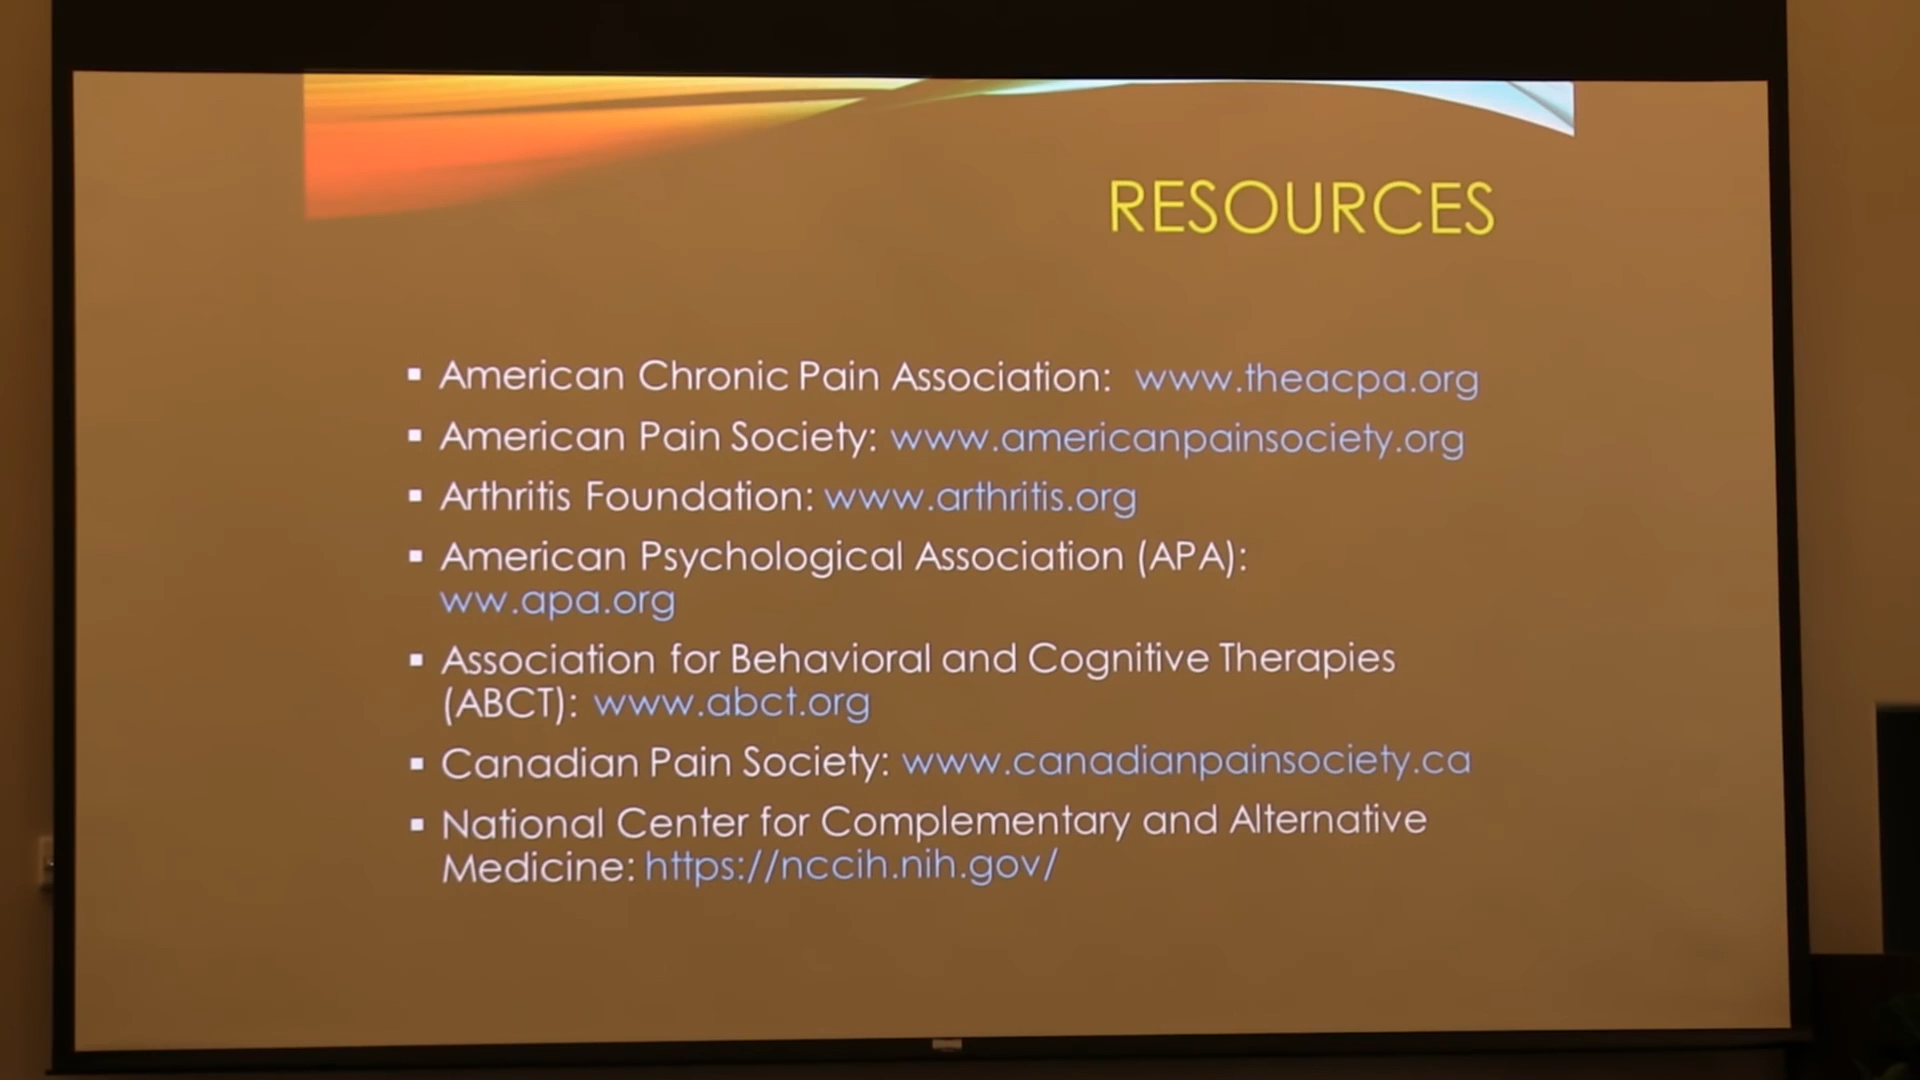 RESOURCES
▪ American Chronic Pain Association: www.theacpa.org
▪ American Pain Society: www.americanpainsociety.org
▪ Arthritis Foundation: www.arthritis.org
▪ American Psychological Association (APA):
ww.apa.org
▪ Association for Behavioral and Cognitive Therapies
(ABCT): www.abct.org
▪ Canadian Pain Society: www.canadianpainsociety.ca
▪ National Center for Complementary and Alternative
Medicine: https://nccih.nih.gov/